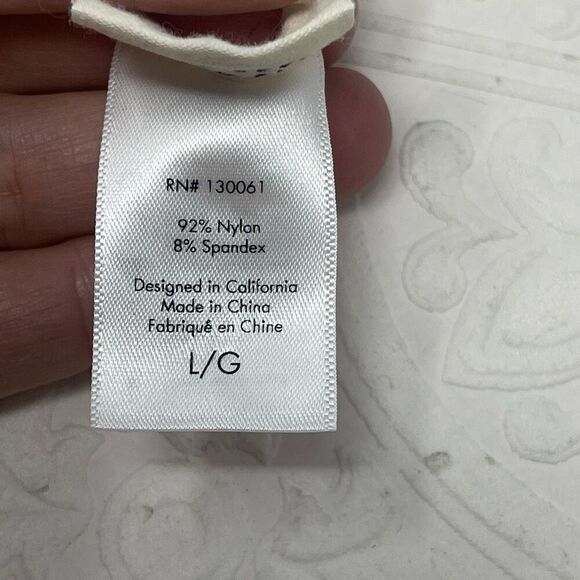 RN# 130061
92% Nylon
8% Spandex
Designed in California
Made in China
Fabriqué en Chine
L/G